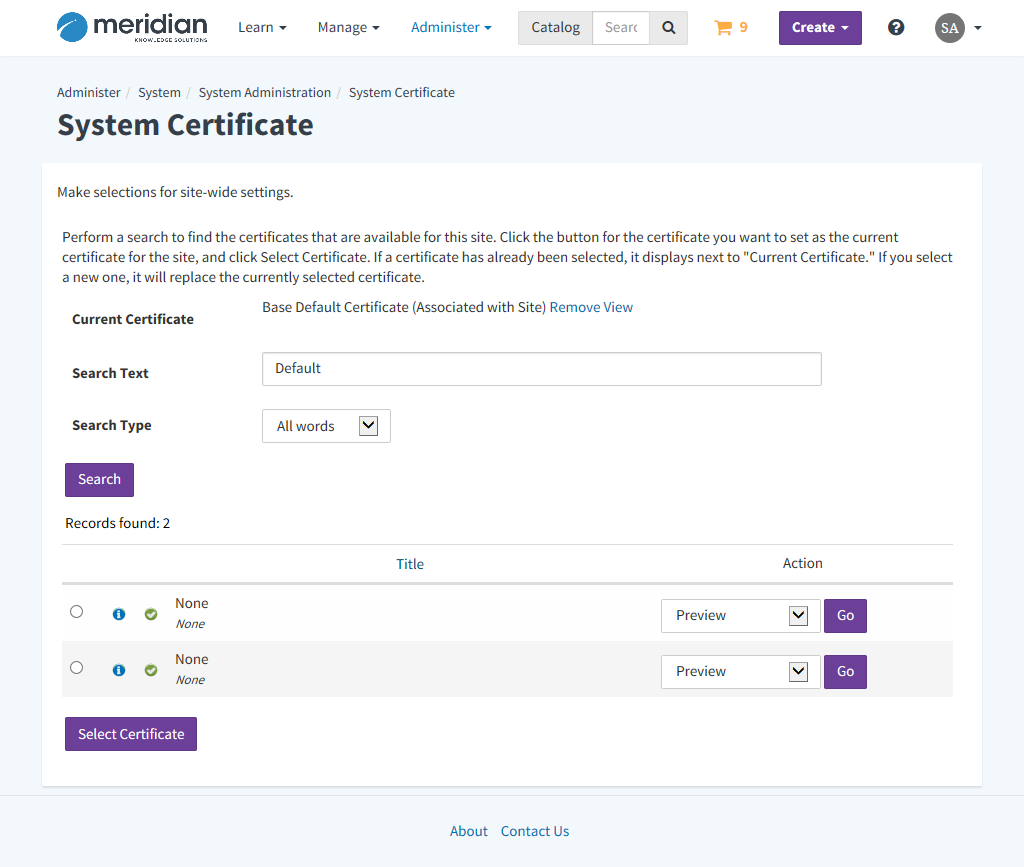 meridian
KNOWLEDGE SOLUTIONS
Learn Manage Administer Catalog Search 9 Create SA
Administer / System / System Administration / System Certificate
System Certificate
Make selections for site-wide settings.
Perform a search to find the certificates that are available for this site. Click the button for the certificate you want to set as the current
certificate for the site, and click Select Certificate. If a certificate has already been selected, it displays next to "Current Certificate." If you select
a new one, it will replace the currently selected certificate.
Current Certificate Base Default Certificate (Associated with Site) Remove View
Search Text Default
Search Type All words
Search
Records found: 2
Title Action
None Preview Go
None
None Preview Go
None
Select Certificate
About Contact Us